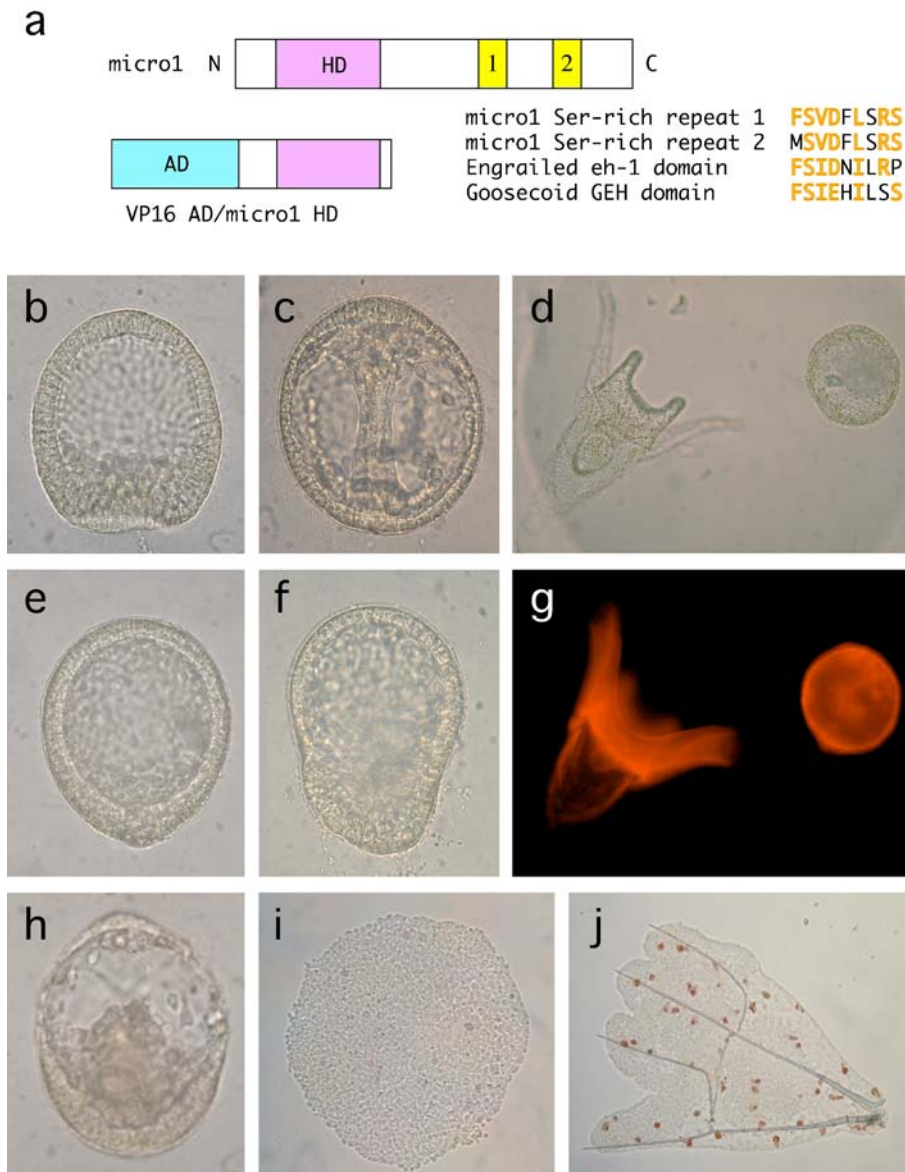 a
micro1 N HD 1 2 C
AD
VP16 AD/micro1 HD
micro1 Ser-rich repeat 1 FSVDFLSRS
micro1 Ser-rich repeat 2 MSVDFLSRS
Engrailed eh-1 domain FSIDNILRP
Goosecoid GEH domain FSIEHILSS
b
c
d
e
f
g
h
i
j